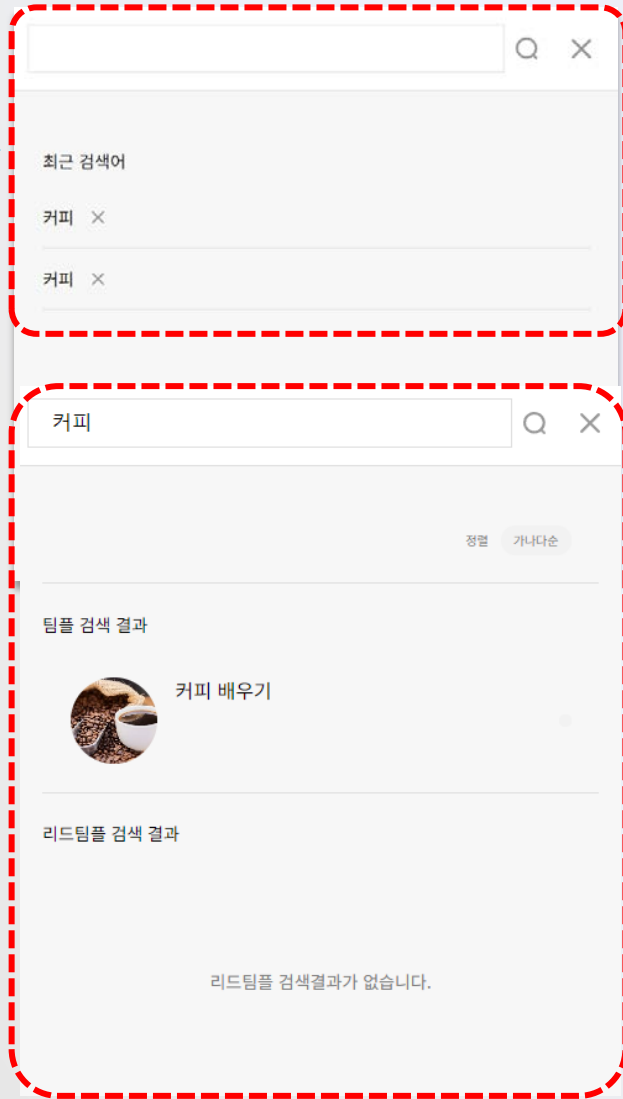 최근 검색어
커피
커피
커피
정렬 가나다순
팀플 검색 결과
커피 배우기
리드팀플 검색 결과
리드팀플 검색결과가 없습니다.